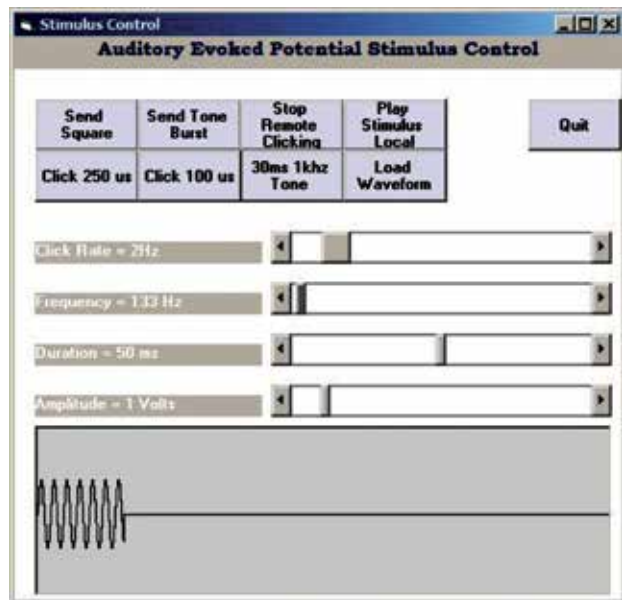 Stimulus Control
Auditory Evoked Potential Stimulus Control
Send
Square
Send Tone
Burst
Stop
Remote
Clicking
Play
Stimulus
Local
Quit
Click 250 us
Click 100 us
30ms 1khz
Tone
Load
Waveform
Click Rate = 2Hz
Frequency = 133 Hz
Duration = 50 ms
Amplitude = 1 Volts